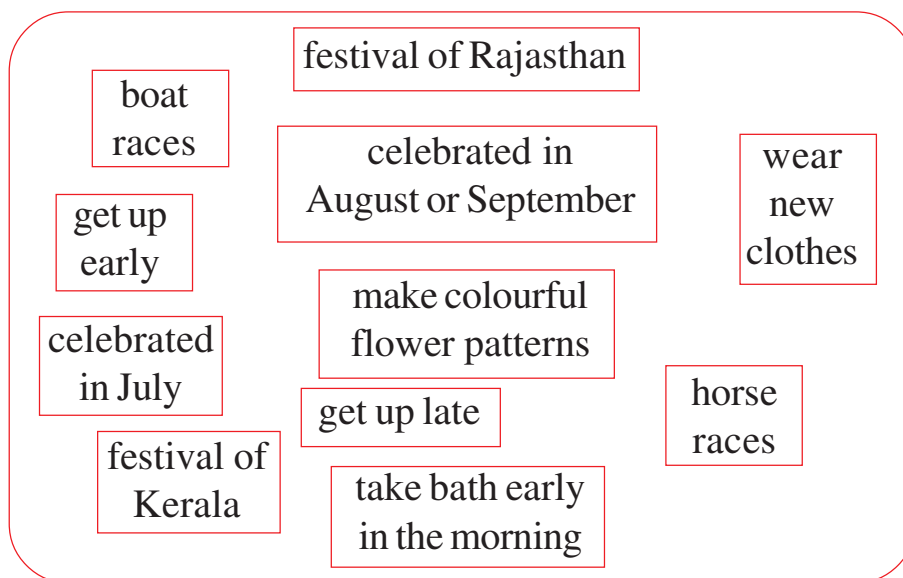 festival of Rajasthan
boat
races
celebrated in
August or September
wear
new
clothes
get up
early
make colourful
flower patterns
celebrated
in July
get up late
horse
races
festival of
Kerala
take bath early
in the morning